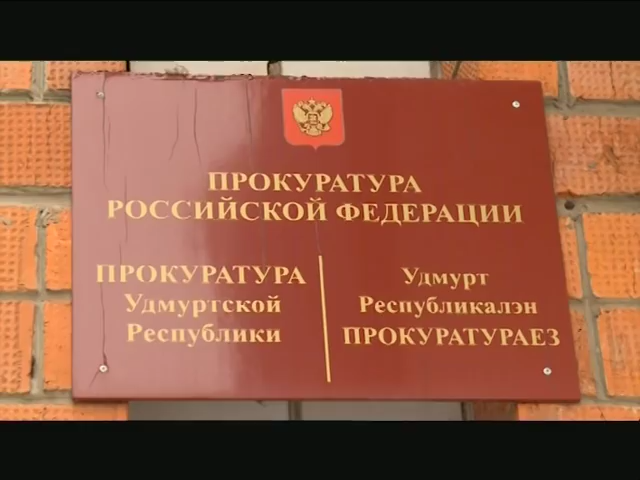 ПРОКУРАТУРА
РОССИЙСКОЙ ФЕДЕРАЦИИ
ПРОКУРАТУРА
Удмуртской
Республики
Удмурт
Республикалэн
ПРОКУРАТУРАЕЗ